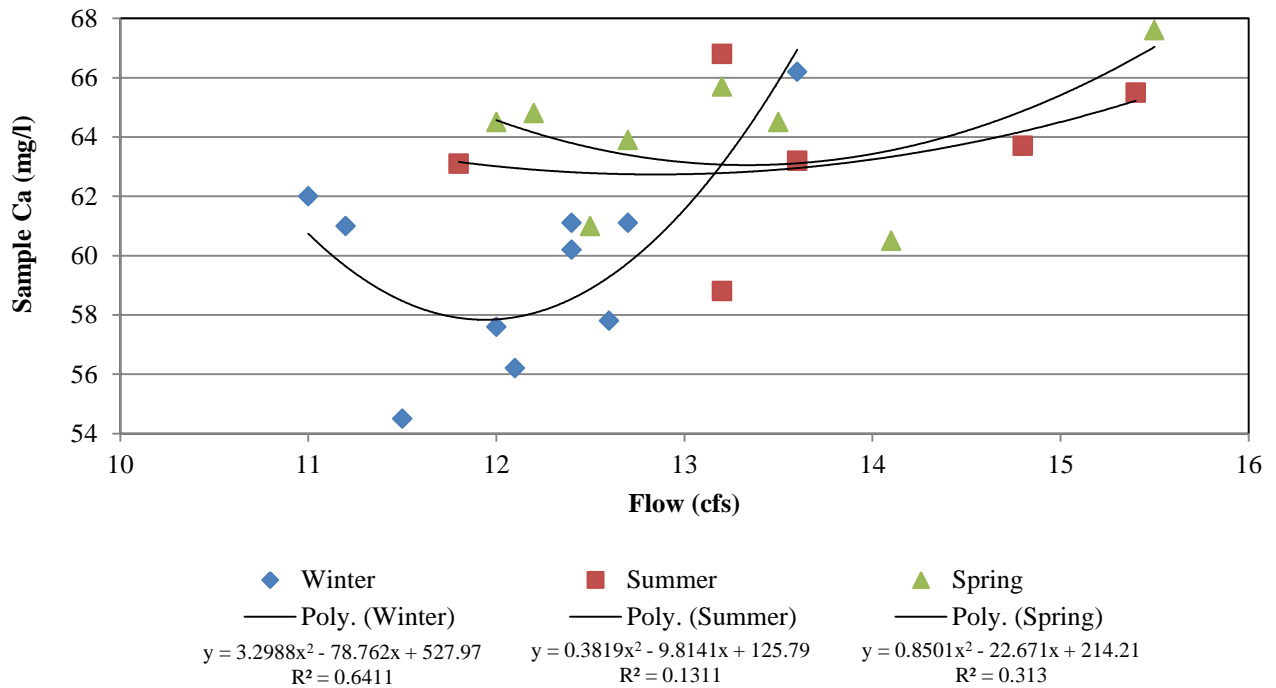 68
66
64
62
60
58
56
54
Sample Ca (mg/l)
10 11 12 13 14 15 16
Flow (cfs)
Winter Summer Spring
Poly. (Winter) Poly. (Summer) Poly. (Spring)
y = 3.2988x² - 78.762x + 527.97 y = 0.3819x² - 9.8141x + 125.79 y = 0.8501x² - 22.671x + 214.21
R² = 0.6411 R² = 0.1311 R² = 0.313